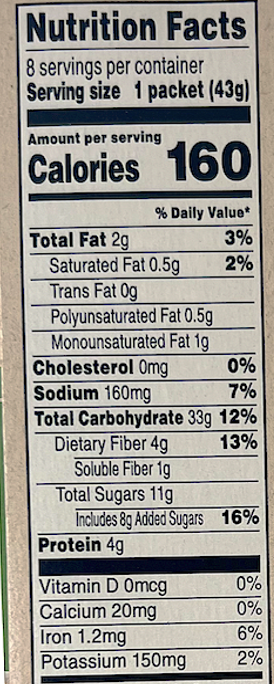 Nutrition Facts
8 servings per container
Serving size 1 packet (43g)
Amount per serving
Calories 160
% Daily Value*
Total Fat 2g 3%
Saturated Fat 0.5g 2%
Trans Fat 0g
Polyunsaturated Fat 0.5g
Monounsaturated Fat 1g
Cholesterol 0mg 0%
Sodium 160mg 7%
Total Carbohydrate 33g 12%
Dietary Fiber 4g 13%
Soluble Fiber 1g
Total Sugars 11g
Includes 8g Added Sugars 16%
Protein 4g
Vitamin D 0mcg 0%
Calcium 20mg 0%
Iron 1.2mg 6%
Potassium 150mg 2%